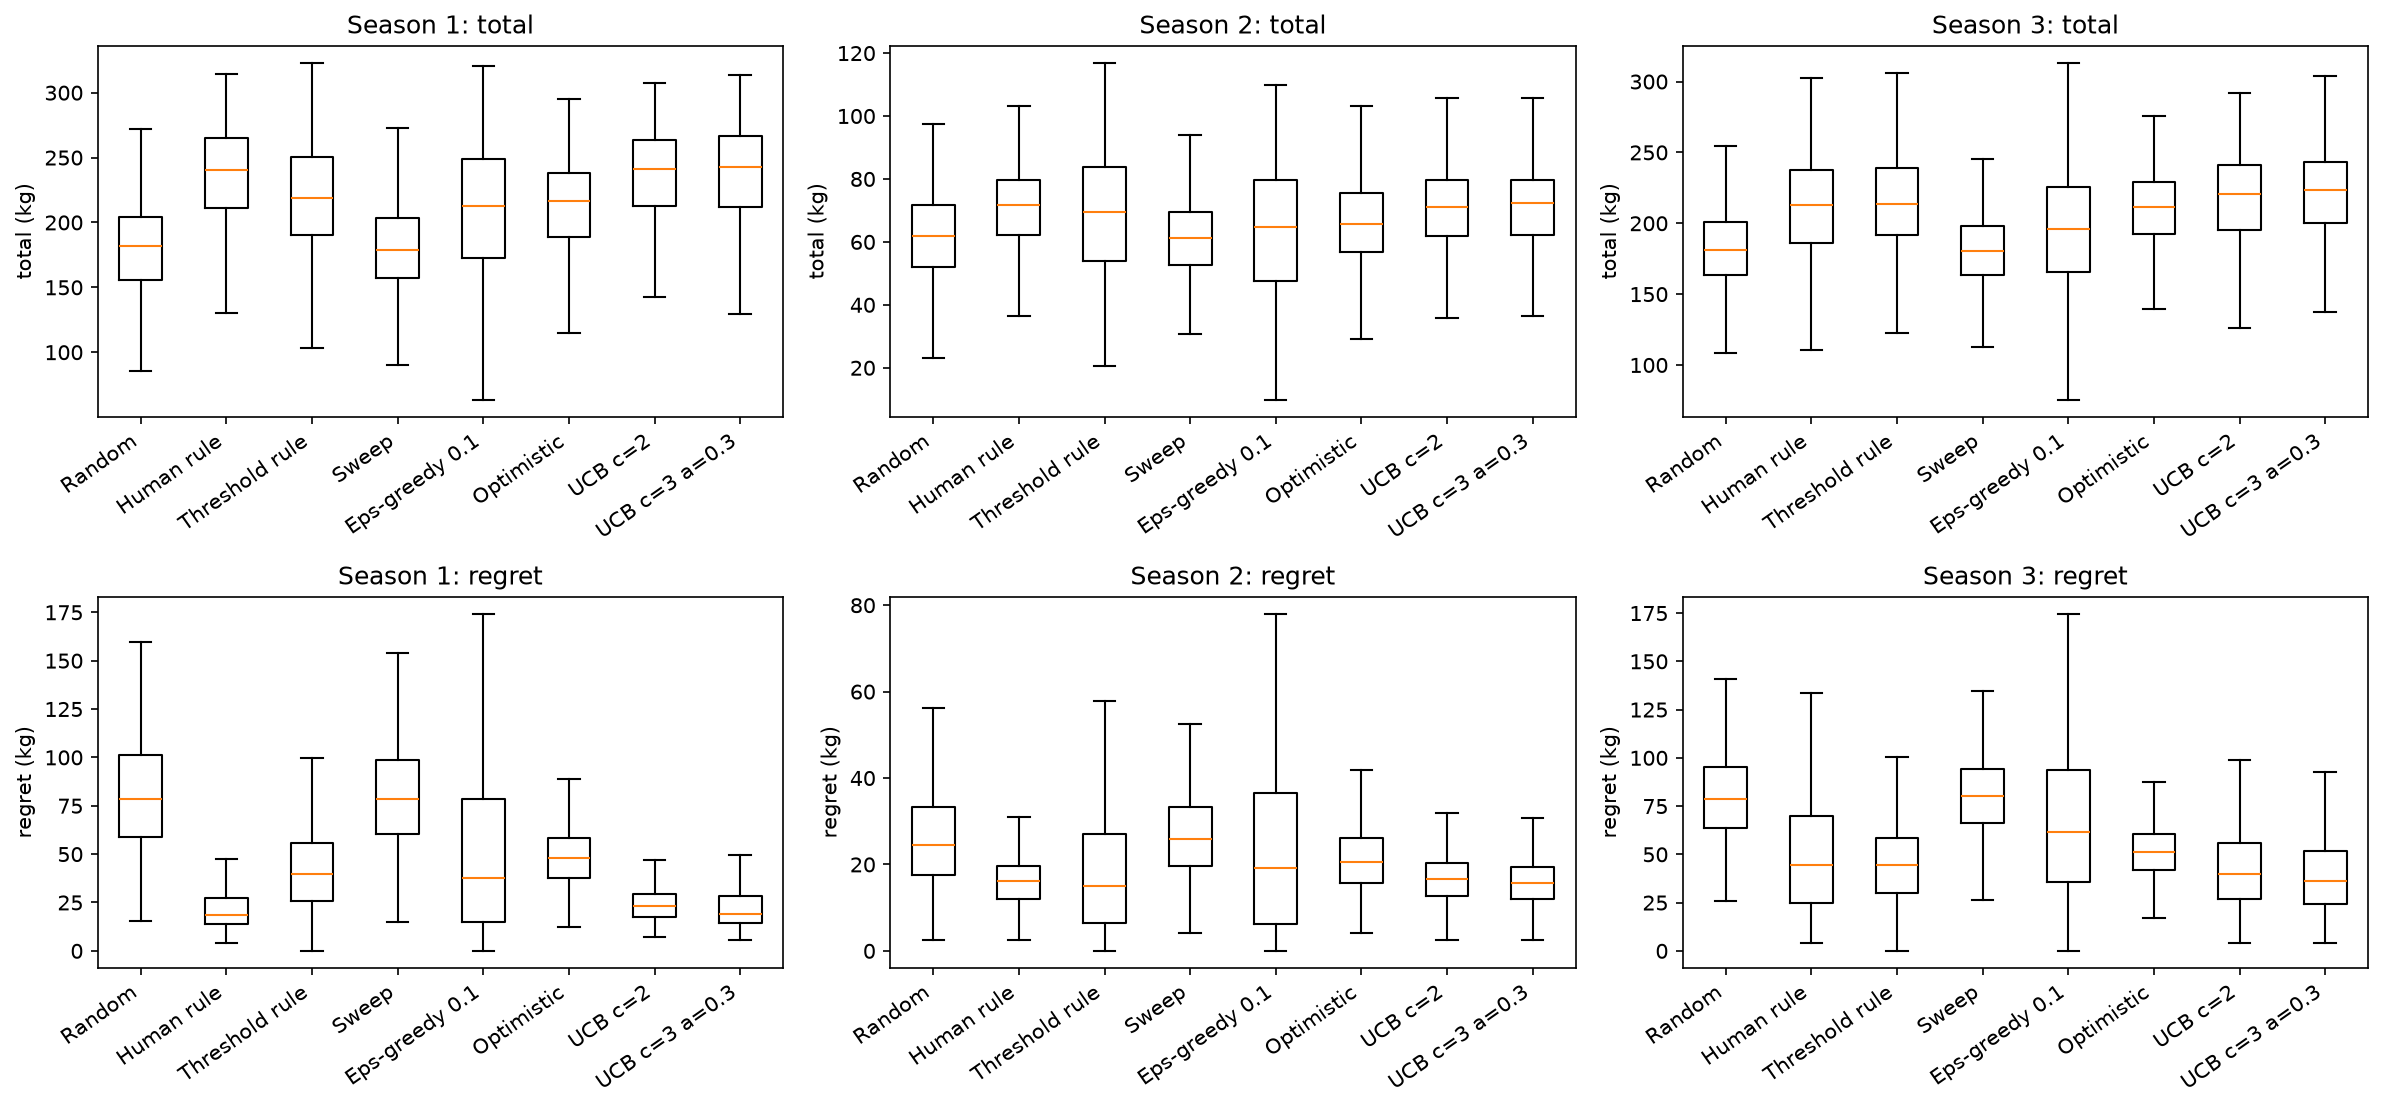 Season 1: total
total (kg)
300
250
200
150
100
Random
Human rule
Threshold rule
Sweep
Eps-greedy 0.1
Optimistic
UCB c=2
UCB c=3 a=0.3
Season 2: total
total (kg)
120
100
80
60
40
20
Random
Human rule
Threshold rule
Sweep
Eps-greedy 0.1
Optimistic
UCB c=2
UCB c=3 a=0.3
Season 3: total
total (kg)
300
250
200
150
100
Random
Human rule
Threshold rule
Sweep
Eps-greedy 0.1
Optimistic
UCB c=2
UCB c=3 a=0.3
Season 1: regret
regret (kg)
175
150
125
100
75
50
25
0
Random
Human rule
Threshold rule
Sweep
Eps-greedy 0.1
Optimistic
UCB c=2
UCB c=3 a=0.3
Season 2: regret
regret (kg)
80
60
40
20
0
Random
Human rule
Threshold rule
Sweep
Eps-greedy 0.1
Optimistic
UCB c=2
UCB c=3 a=0.3
Season 3: regret
regret (kg)
175
150
125
100
75
50
25
0
Random
Human rule
Threshold rule
Sweep
Eps-greedy 0.1
Optimistic
UCB c=2
UCB c=3 a=0.3